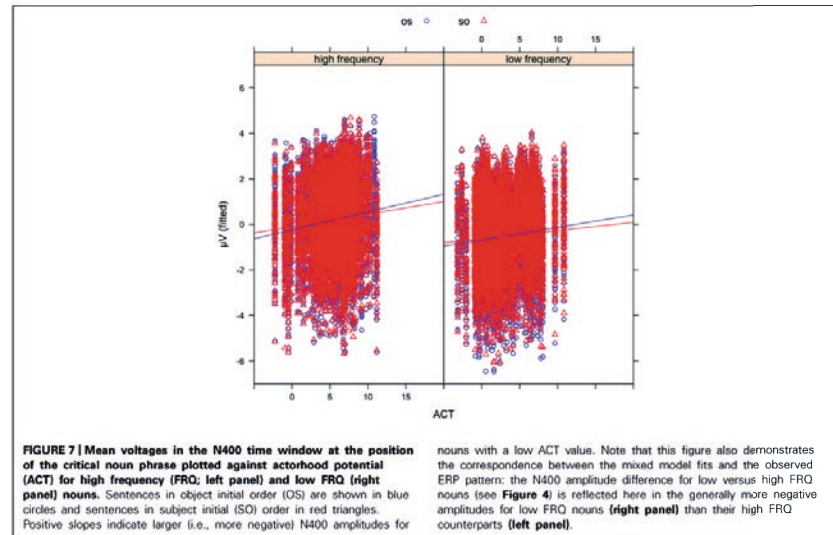 os so
0 5 10 15
high frequency low frequency
6
4
2
0
-2
-4
-6
µV (fitted)
0 5 10 15
ACT
FIGURE 7 | Mean voltages in the N400 time window at the position
of the critical noun phrase plotted against actorhood potential
(ACT) for high frequency (FRQ; left panel) and low FRQ (right
panel) nouns. Sentences in object initial order (OS) are shown in blue
circles and sentences in subject initial (SO) order in red triangles.
Positive slopes indicate larger (i.e., more negative) N400 amplitudes for
nouns with a low ACT value. Note that this figure also demonstrates
the correspondence between the mixed model fits and the observed
ERP pattern: the N400 amplitude difference for low versus high FRQ
nouns (see Figure 4) is reflected here in the generally more negative
amplitudes for low FRQ nouns (right panel) than their high FRQ
counterparts (left panel).